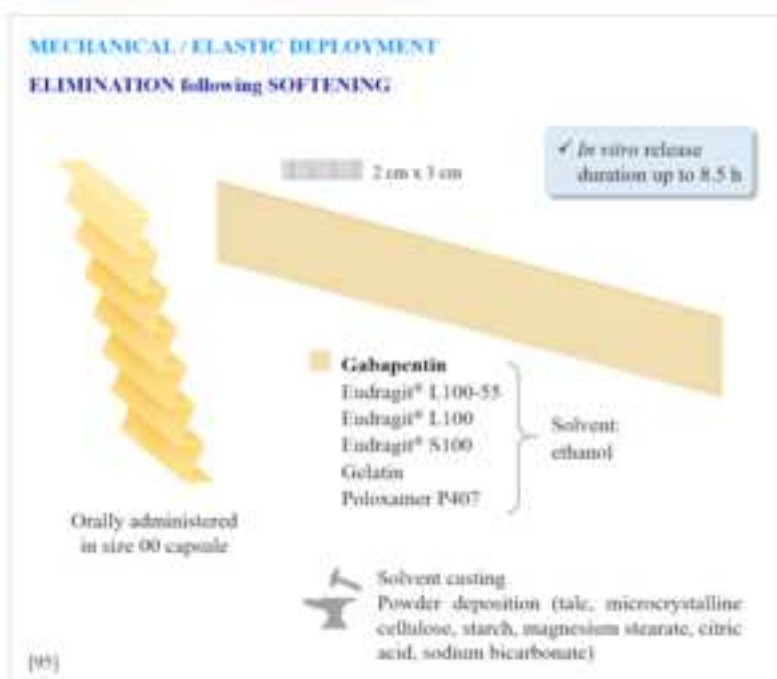 MECHANICAL / ELASTIC DEPLOYMENT
ELIMINATION following SOFTENING
2 cm x 3 cm
✓ In vitro release
duration up to 8.5 h
Gabapentin
Eudragit® L100-55
Eudragit® L100
Eudragit® S100
Gelatin
Poloxamer P407
Solvent:
ethanol
Orally administered
in size 00 capsule
Solvent casting
Powder deposition (talc, microcrystalline
cellulose, starch, magnesium stearate, citric
acid, sodium bicarbonate)
[95]